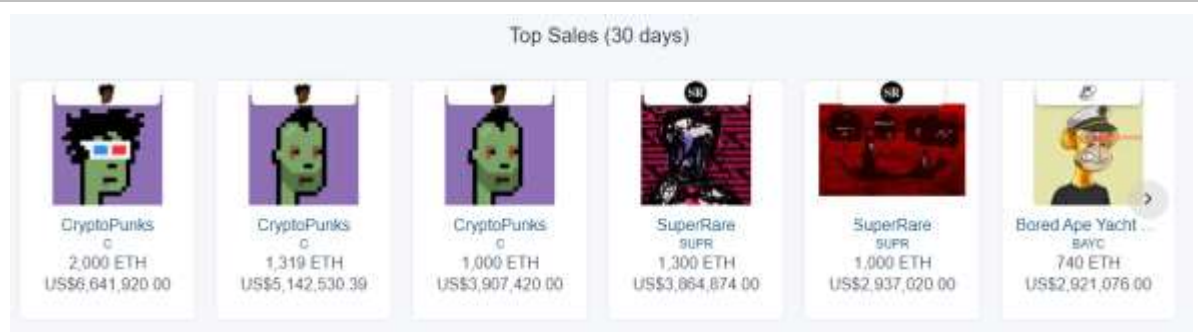 Top Sales (30 days)
CryptoPunks
C
2,000 ETH
US$6,641,920.00
CryptoPunks
C
1,319 ETH
US$5,142,530.39
CryptoPunks
C
1,000 ETH
US$3,907,420.00
SR
SuperRare
SUPR
1,300 ETH
US$3,864,874.00
SR
SuperRare
SUPR
1,000 ETH
US$2,937,020.00
Bored Ape Yacht ...
BAYC
740 ETH
US$2,921,076.00